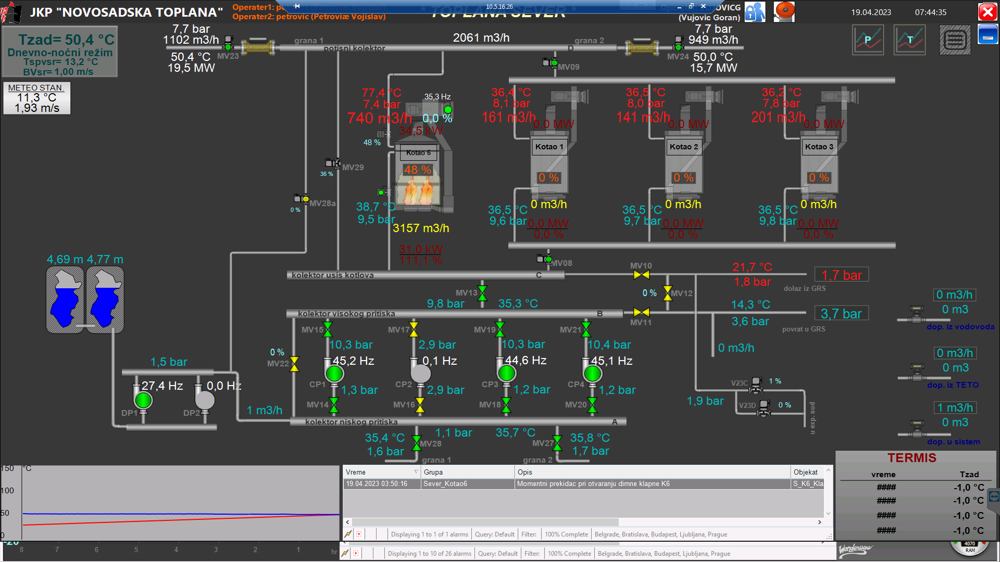 JKP "NOVOSADSKA TOPLANA"
Operater1:
Operater2: petrovic (Petroviæ Vojislav)
10.5.16.26
* TOPLANA SEVER *
(Vujovic Goran)
19.04.2023 07:44:35
Tzad= 50,4 °C
Dnevno-noćni režim
Tspvsr= 13,2 °C
BVsr= 1,00 m/s
METEO STAN.
11,3 °C
1,93 m/s
7,7 bar
1102 m3/h
MV23
50,4 °C
19,5 MW
grana 1
potisni kolektor
2061 m3/h
grana 2
D
7,7 bar
949 m3/h
MV24
50,0 °C
15,7 MW
MV09
P
T
77,4 °C
7,4 bar
740 m3/h
35,3 Hz
0,0 %
34,5 kW
48 %
Kotao 6
48 %
38,7 °C
9,5 bar
3157 m3/h
31,0 kW
111,1 %
MV29
36 %
MV28a
0 %
36,4 °C
8,1 bar
161 m3/h
0,0 MW
Kotao 1
0 %
0 m3/h
36,5 °C
9,6 bar
0,0 MW
0,0 %
36,5 °C
8,0 bar
141 m3/h
0,0 MW
Kotao 2
0 %
0 m3/h
36,5 °C
9,7 bar
0,0 MW
0,0 %
36,2 °C
7,8 bar
201 m3/h
0,0 MW
Kotao 3
0 %
0 m3/h
36,5 °C
9,8 bar
0,0 MW
0,0 %
MV08
kolektor usis kotlova
C
MV10
21,7 °C
1,8 bar
1,7 bar
dolaz iz GRS
MV13
0 %
MV12
9,8 bar
35,3 °C
14,3 °C
3,6 bar
3,7 bar
povrat u GRS
kolektor visokog pritiska
B
MV11
4,69 m 4,77 m
MV15
MV17
MV19
MV21
10,3 bar
2,9 bar
10,3 bar
10,4 bar
0 %
MV22
45,2 Hz
0,1 Hz
44,6 Hz
45,1 Hz
CP1
CP2
CP3
CP4
1,3 bar
2,9 bar
1,2 bar
1,2 bar
MV14
MV16
MV18
MV20
0 m3/h
1,5 bar
27,4 Hz
0,0 Hz
DP1
DP2
1 m3/h
kolektor niskog pritiska
A
35,4 °C
1,6 bar
MV28
1,1 bar
35,7 °C
MV27
35,8 °C
1,7 bar
grana 1
grana 2
V23C
1 %
V23D
0 %
1,9 bar
u exp. sud
0 m3/h
0 m3
dop. iz vodovoda
0 m3/h
0 m3
dop. iz TETO
1 m3/h
0 m3
dop. u sistem
150
°C
100
50
0
-20
8 7 6 5 4 3 2 1 hr
Vreme Grupa Opis Objekat
19.04.2023 03:50:16 Sever_Kotao6 Momentni prekidac pri otvaranju dimne klapne K6 S_K6_Kla
Displaying 1 to 1 of 1 alarms Query: Default Filter: 100% Complete Belgrade, Bratislava, Budapest, Ljubljana, Prague
Displaying 1 to 10 of 26 alarms Query: Default Filter: 100% Complete Belgrade, Bratislava, Budapest, Ljubljana, Prague
TERMIS
vreme Tzad
#### -1,0 °C
#### -1,0 °C
#### -1,0 °C
#### -1,0 °C
Wonderware
4070
RAM